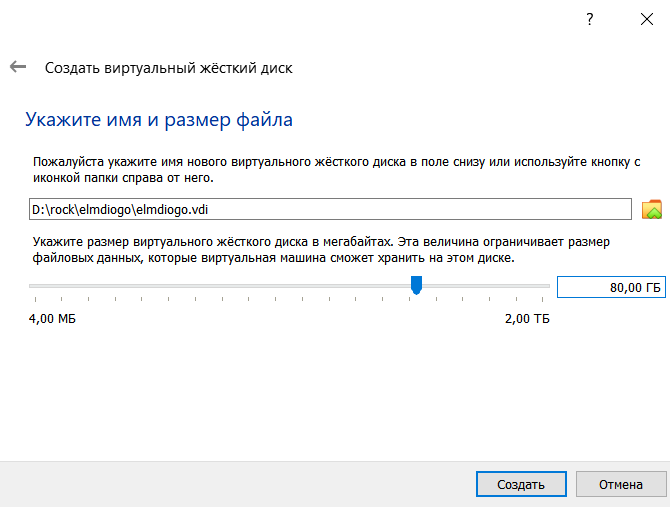 ?
Создать виртуальный жёсткий диск
Укажите имя и размер файла
Пожалуйста укажите имя нового виртуального жёсткого диска в поле снизу или используйте кнопку с
иконкой папки справа от него.
D:\rock\elmdiogo\elmdiogo.vdi
Укажите размер виртуального жёсткого диска в мегабайтах. Эта величина ограничивает размер
файловых данных, которые виртуальная машина сможет хранить на этом диске.
80,00 ГБ
4,00 МБ 2,00 ТБ
Создать Отмена